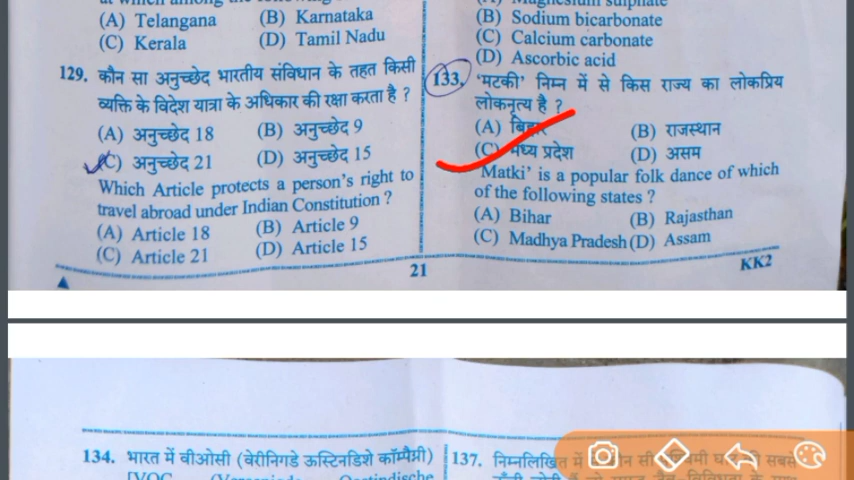 (A) Telangana (B) Karnataka
(C) Kerala (D) Tamil Nadu
129. कौन सा अनुच्छेद भारतीय संविधान के तहत किसी
व्यक्ति के विदेश यात्रा के अधिकार की रक्षा करता है ?
(A) अनुच्छेद 18 (B) अनुच्छेद 9
(C) अनुच्छेद 21 (D) अनुच्छेद 15
Which Article protects a person's right to
travel abroad under Indian Constitution ?
(A) Article 18 (B) Article 9
(C) Article 21 (D) Article 15
(B) Sodium bicarbonate
(C) Calcium carbonate
(D) Ascorbic acid
133. 'मटकी' निम्न में से किस राज्य का लोकप्रिय
लोकनृत्य है ?
(A) बिहार (B) राजस्थान
(C) मध्य प्रदेश (D) असम
Matki' is a popular folk dance of which
of the following states ?
(A) Bihar (B) Rajasthan
(C) Madhya Pradesh (D) Assam
21
KK2
134. भारत में वीओसी (वेरीनिगडे ऊस्टिनडिशे कॉम्पैग्री)
137. निम्नलिखित में